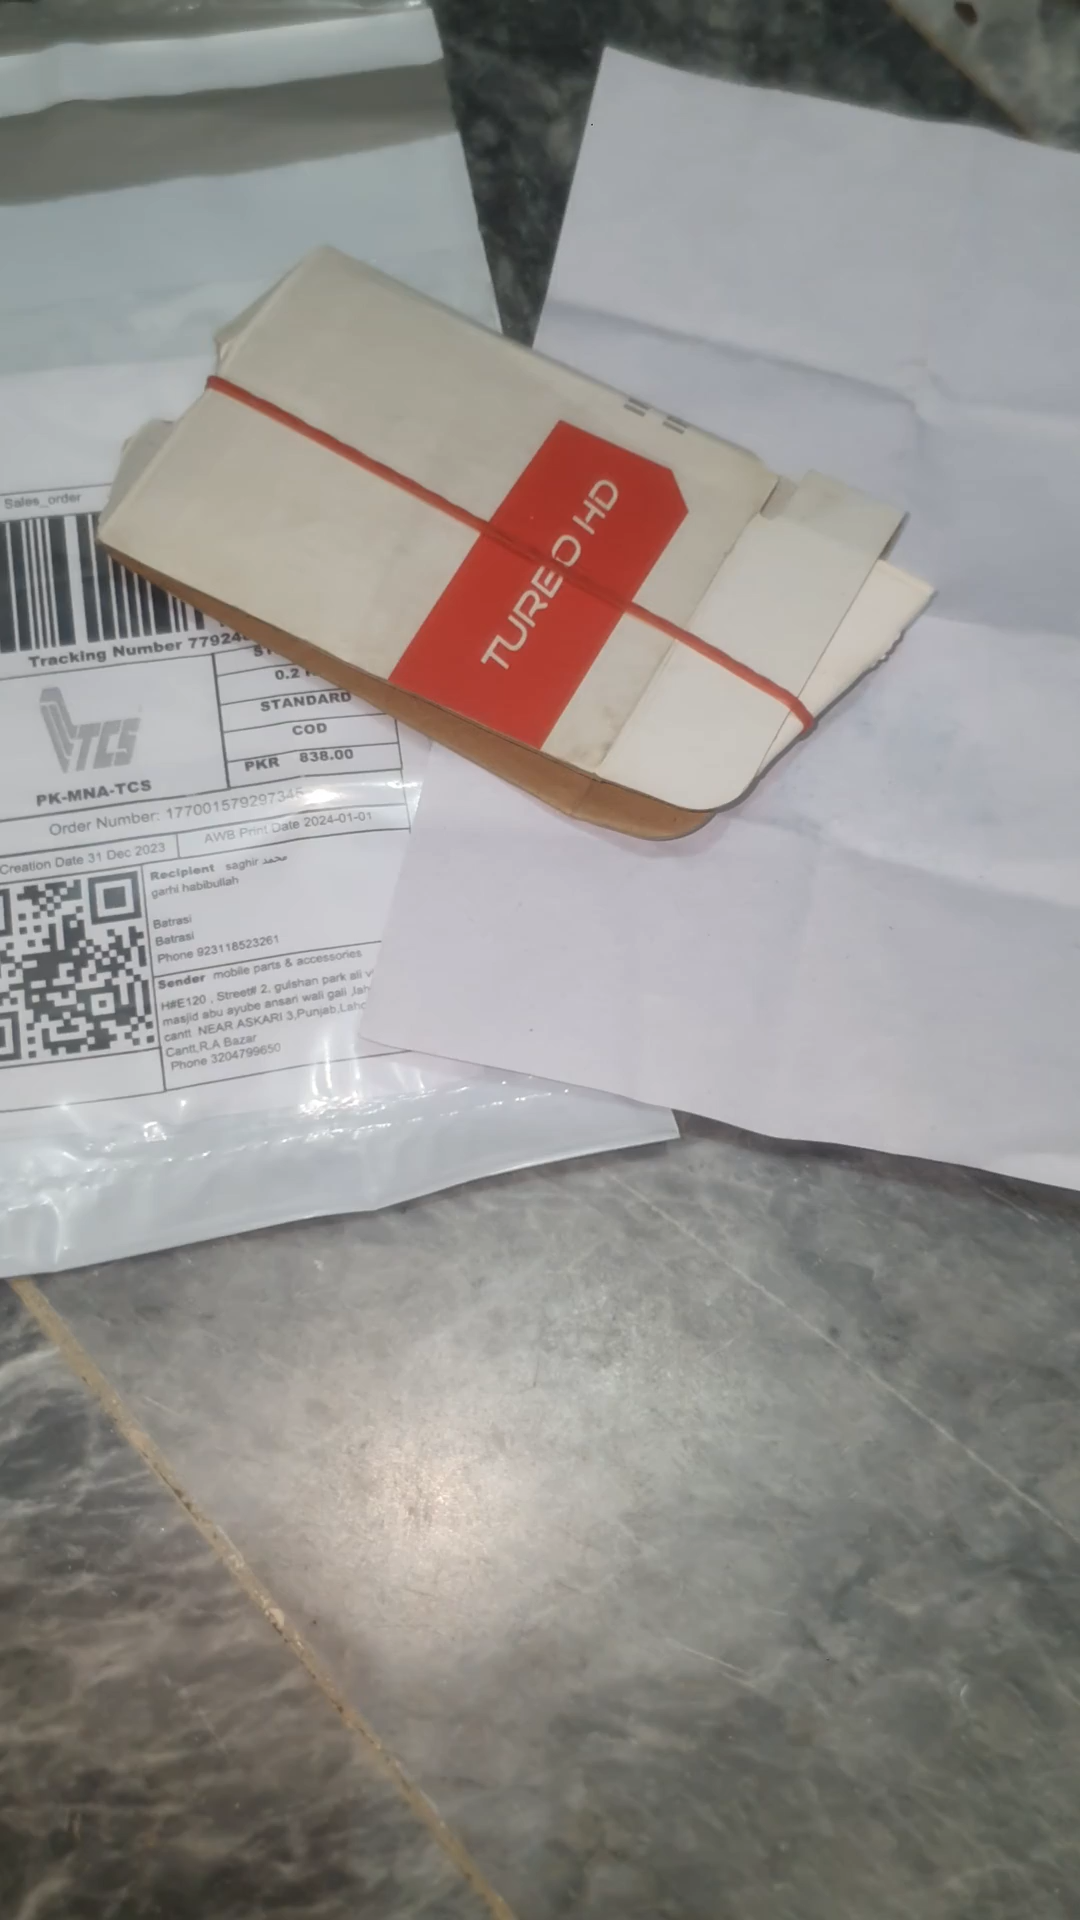 Sales_order
Tracking Number 77924
0.2
STANDARD
COD
PKR 838.00
TCS
PK-MNA-TCS
Order Number: 177001579297345
Creation Date 31 Dec 2023
AWB Print Date 2024-01-01
Recipient saghir محمد
garhi habibullah
Batrasi
Batrasi
Phone 923118523261
Sender mobile parts & accessories
H#E120 , Street# 2, gulshan park ali
masjid abu ayube ansari wali gali ,lah
cantt NEAR ASKARI 3,Punjab,Laho
Cantt,R.A Bazar
Phone 3204799650
TURBO HD